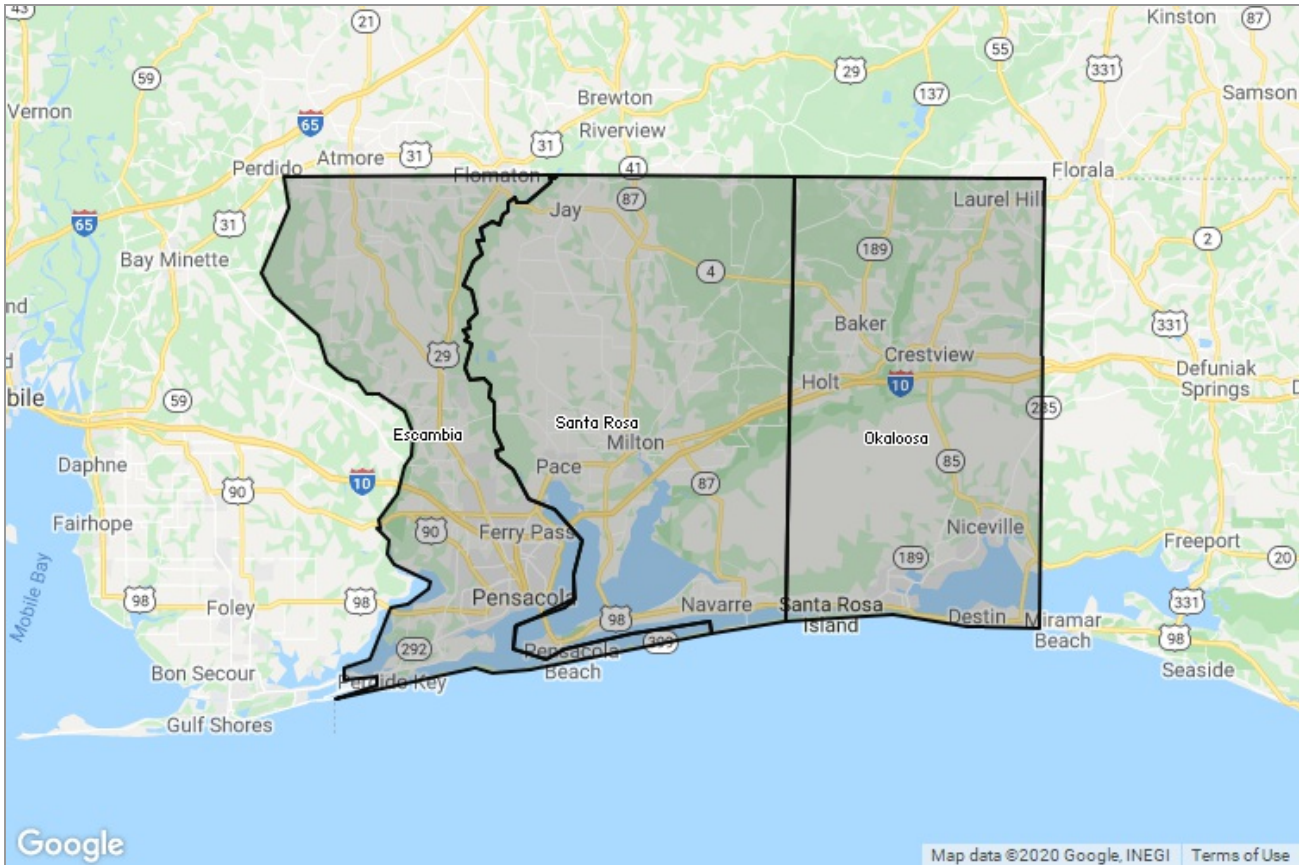 43
21
Kinston
87
59
55
29
331
137
Vernon
Brewton
Samson
65
Riverview
31
Perdido
Atmore
31
41
Florala
Flomaton
87
Laurel Hill
Jay
65
31
189
2
Bay Minette
4
nd
Baker
331
29
Crestview
Defuniak
Springs
Holt
10
bile
59
285
Escambia
Santa Rosa
Milton
Okaloosa
Daphne
Pace
85
10
87
90
Fairhope
90
Ferry Pass
Niceville
Freeport
189
20
Mobile Bay
98
Foley
98
Pensacola
98
Navarre
Santa Rosa
Island
Destin
Miramar
Beach
331
98
292
399
Pensacola
Beach
Seaside
Bon Secour
Perdido Key
Gulf Shores
Google
Map data ©2020 Google, INEGI
Terms of Use